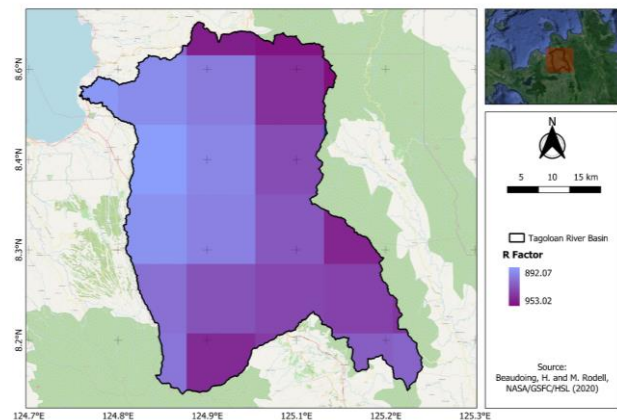 8.6°N
8.4°N
8.3°N
8.2°N
124.7°E
124.8°E
124.9°E
125.1°E
125.2°E
125.3°E
N
5 10 15 km
Tagoloan River Basin
R Factor
892.07
953.02
Source:
Beaudoing, H. and M. Rodell,
NASA/GSFC/HSL (2020)